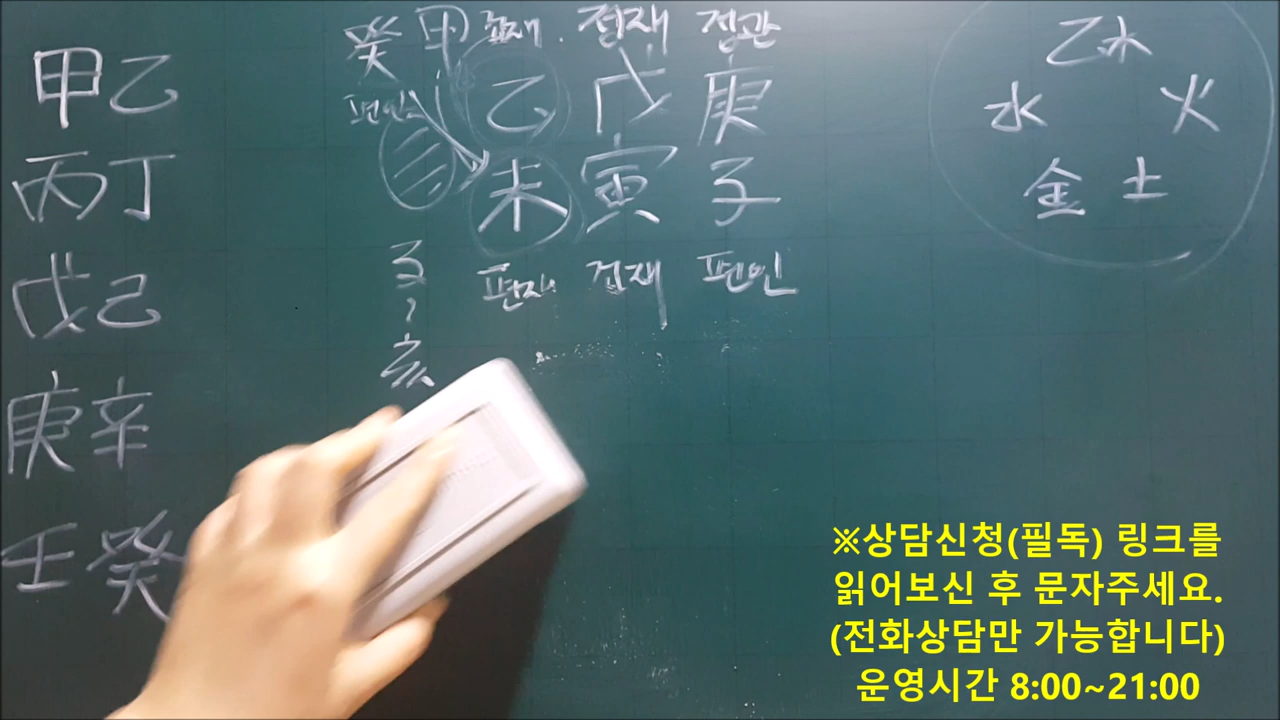 甲乙
丙丁
戊己
庚辛
壬癸
癸甲 정재 정관
편인 乙戊庚
未寅子
편재 겁재 편인
子
~
亥
乙木
水 火
金 土
※상담신청(필독) 링크를
읽어보신 후 문자주세요.
(전화상담만 가능합니다)
운영시간 8:00~21:00